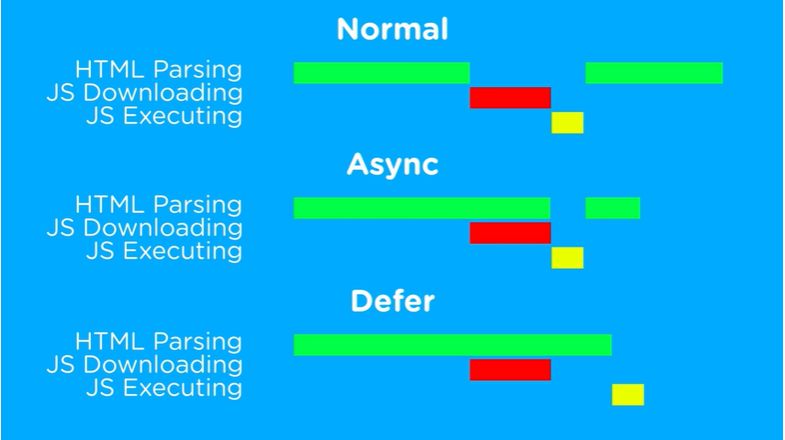 Normal
HTML Parsing
JS Downloading
JS Executing
Async
HTML Parsing
JS Downloading
JS Executing
Defer
HTML Parsing
JS Downloading
JS Executing